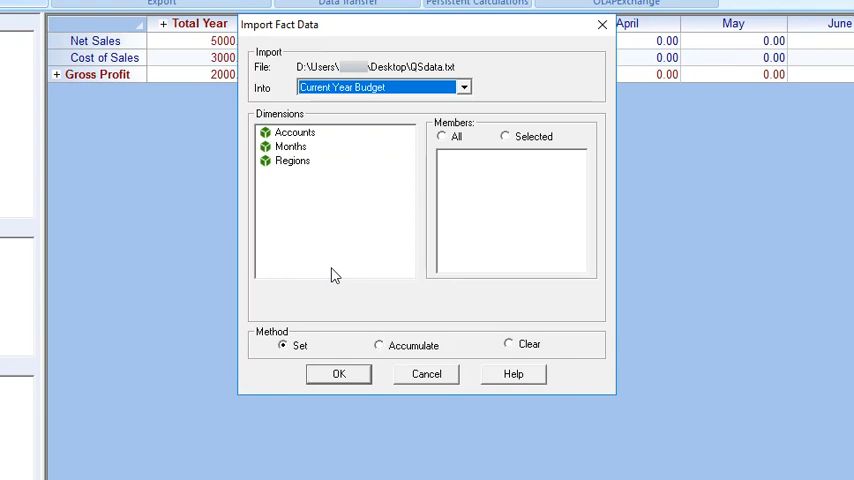 Export
Data Transfer
Persistent Calculations
OLAPExchange
+ Total Year
April
May
June
Net Sales
5000.
0.00
0.00
Cost of Sales
3000.
0.00
0.00
+ Gross Profit
2000.
0.00
0.00
Import Fact Data
Import
File: D:\Users\ \Desktop\QSdata.txt
Into Current Year Budget
Dimensions
Accounts
Months
Regions
Members:
All Selected
Method
Set Accumulate Clear
OK Cancel Help